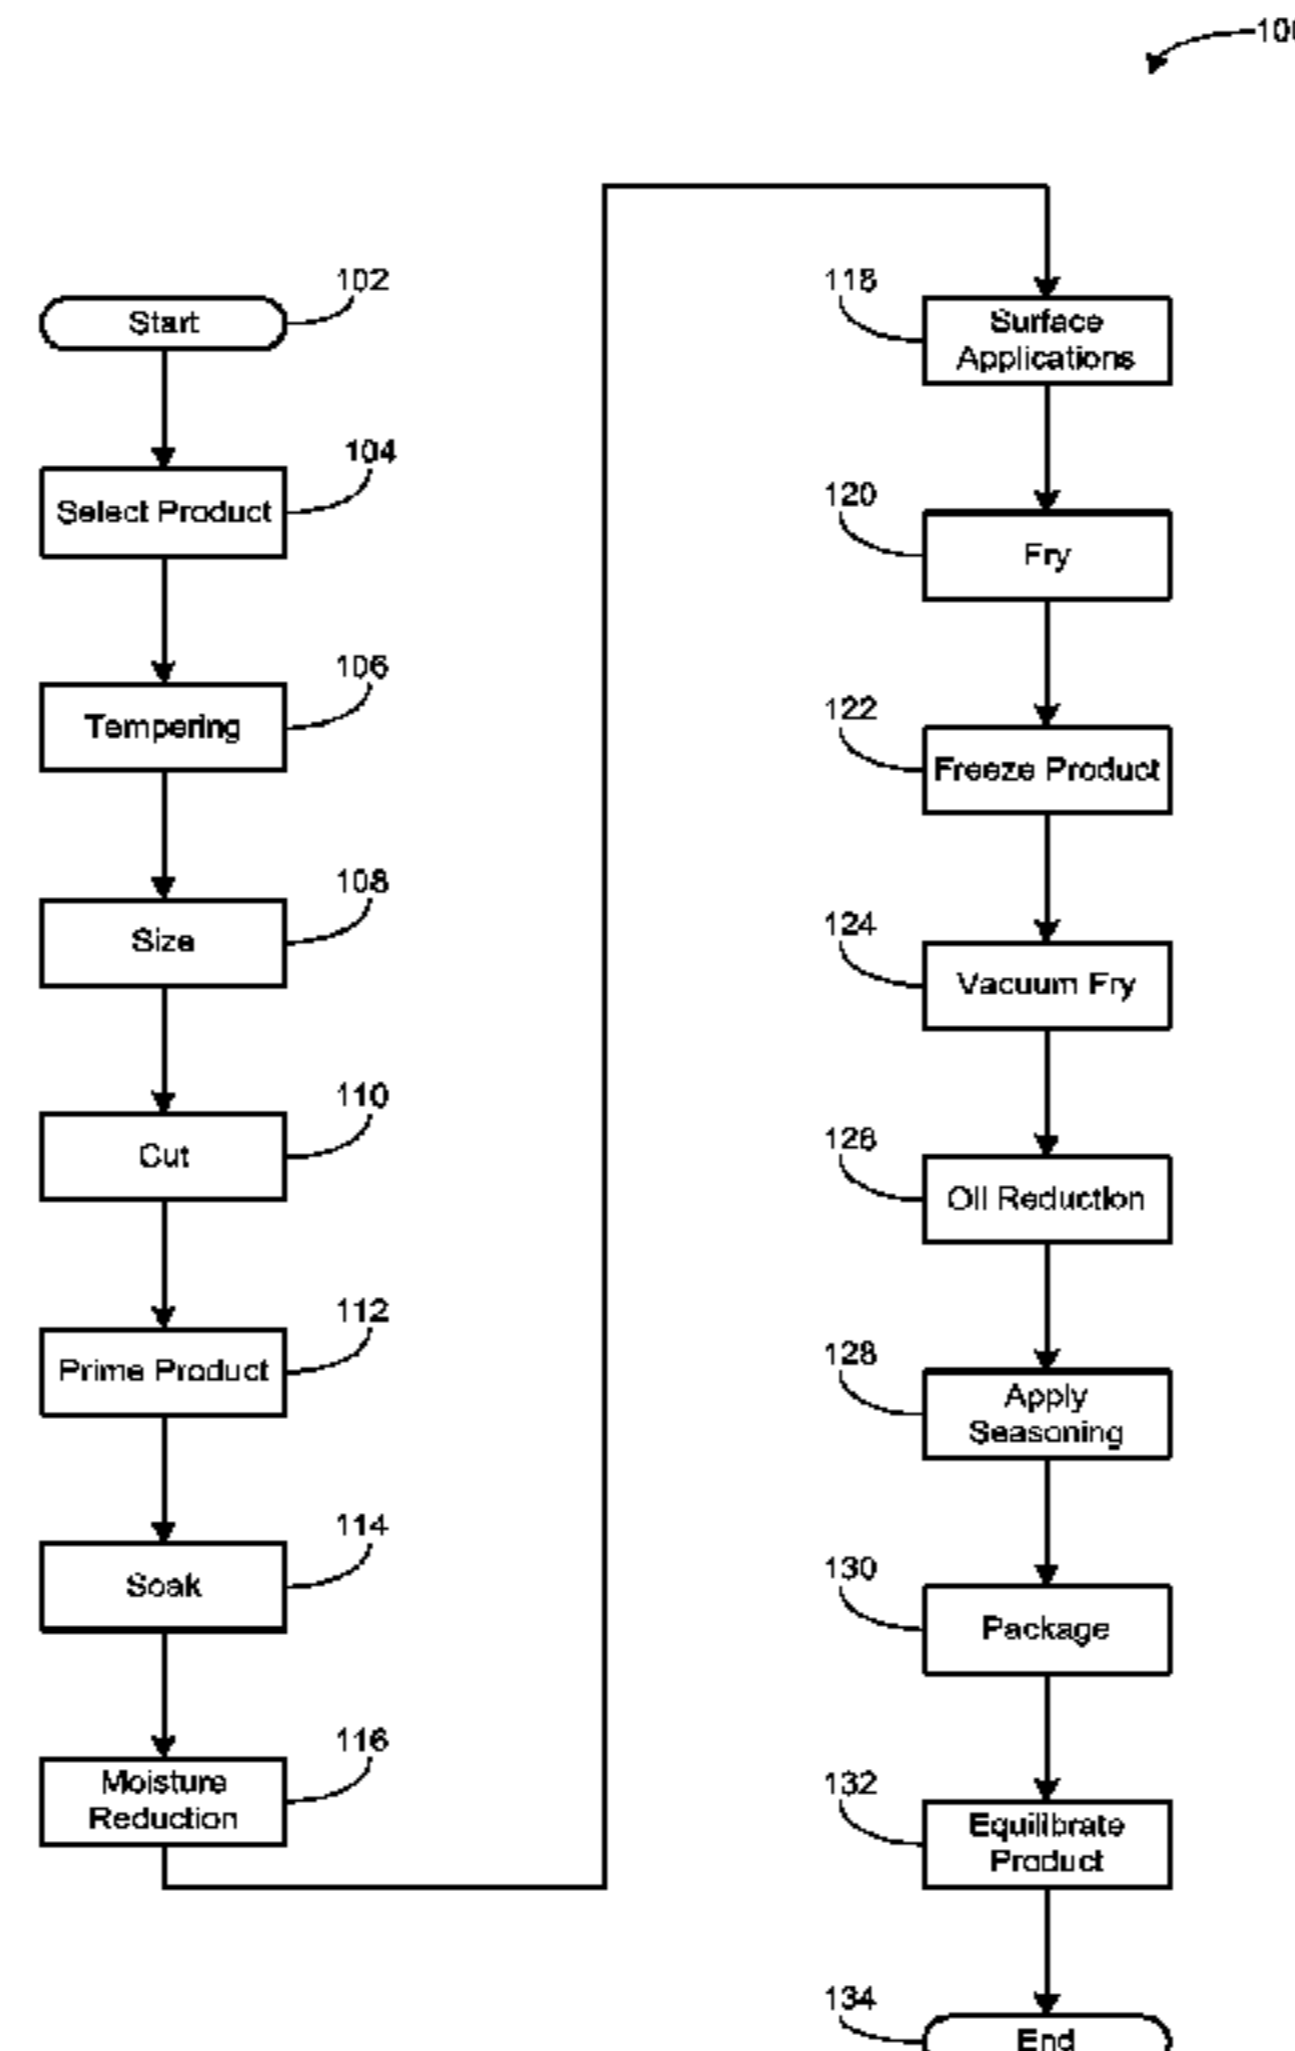 100
102
Start
104
Select Product
106
Tempering
108
Size
110
Cut
112
Prime Product
114
Soak
116
Moisture
Reduction
118
Surface
Applications
120
Fry
122
Freeze Product
124
Vacuum Fry
126
Oil Reduction
128
Apply
Seasoning
130
Package
132
Equilibrate
Product
134
End